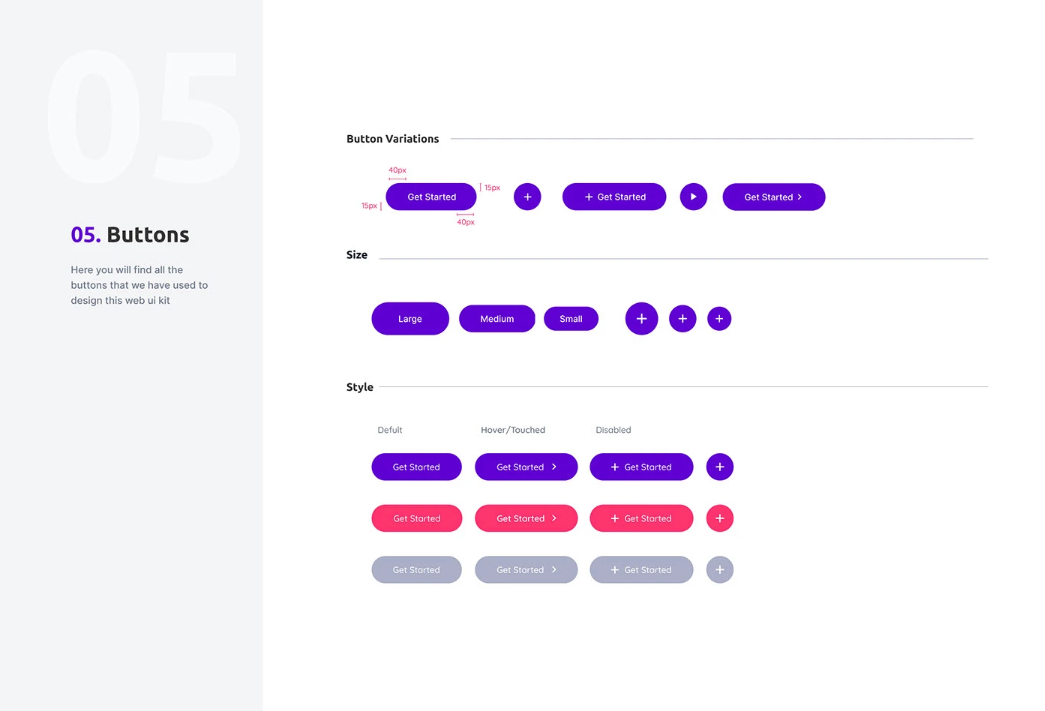 05
05. Buttons
Here you will find all the
buttons that we have used to
design this web ui kit
Button Variations
40px
15px
Get Started
15px
40px
+ Get Started
Get Started >
Size
Large
Medium
Small
Style
Defult
Hover/Touched
Disabled
Get Started
Get Started >
+ Get Started
Get Started
Get Started >
+ Get Started
Get Started
Get Started >
+ Get Started